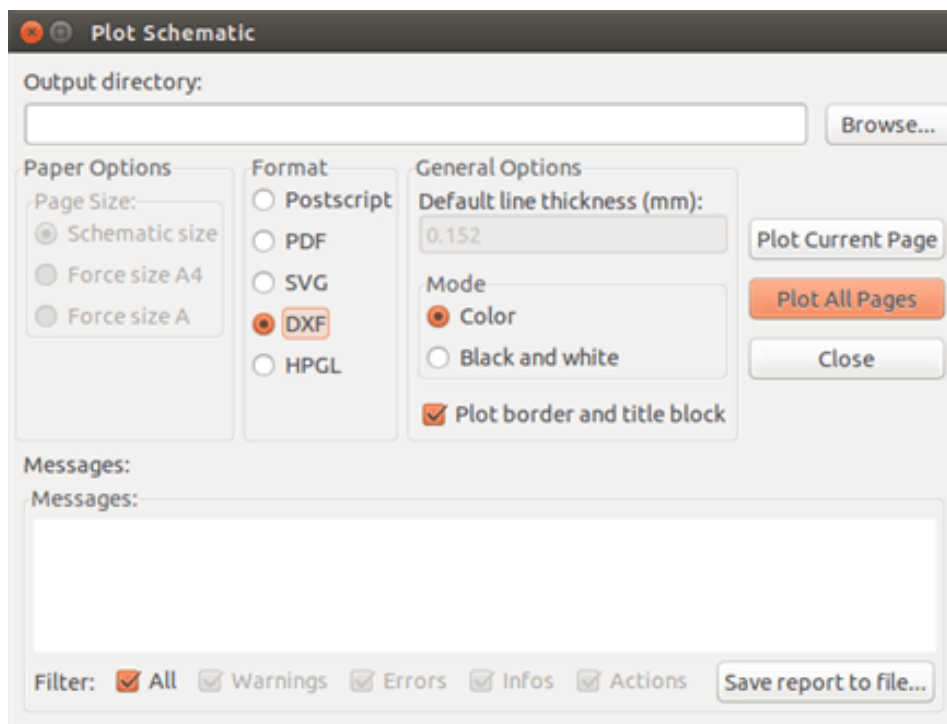 Plot Schematic
Output directory:
Browse...
Paper Options
Page Size:
Schematic size
Force size A4
Force size A
Format
Postscript
PDF
SVG
DXF
HPGL
General Options
Default line thickness (mm):
0.152
Mode
Color
Black and white
Plot border and title block
Plot Current Page
Plot All Pages
Close
Messages:
Messages:
Filter: All Warnings Errors Infos Actions Save report to file...